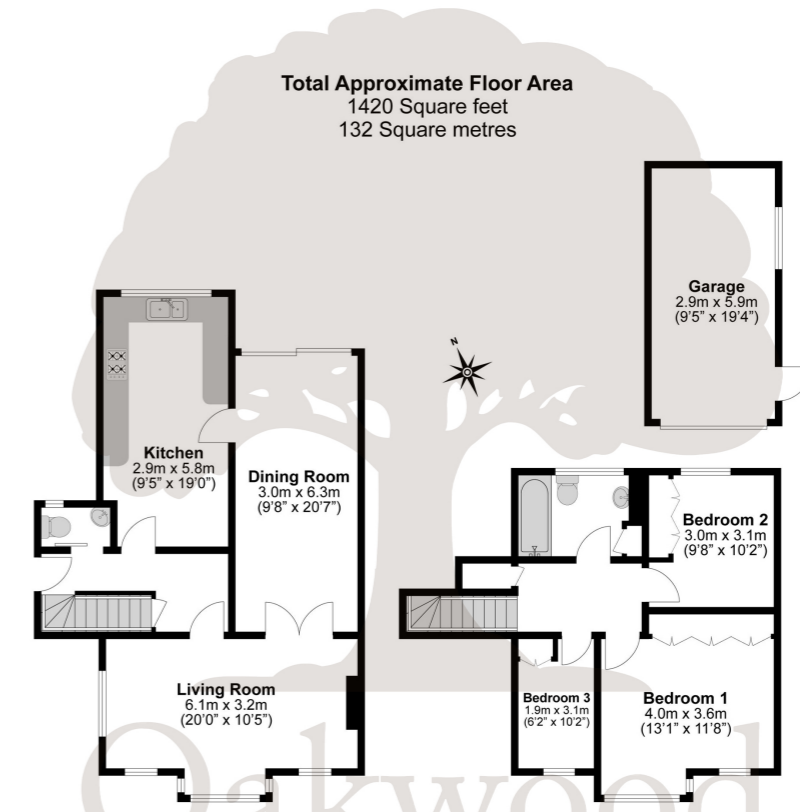 Total Approximate Floor Area
1420 Square feet
132 Square metres
Garage
2.9m x 5.9m
(9'5" x 19'4")
N
Kitchen
2.9m x 5.8m
(9'5" x 19'0")
Dining Room
3.0m x 6.3m
(9'8" x 20'7")
Bedroom 2
3.0m x 3.1m
(9'8" x 10'2")
Living Room
6.1m x 3.2m
(20'0" x 10'5")
Bedroom 3
1.9m x 3.1m
(6'2" x 10'2")
Bedroom 1
4.0m x 3.6m
(13'1" x 11'8")
Oakwood